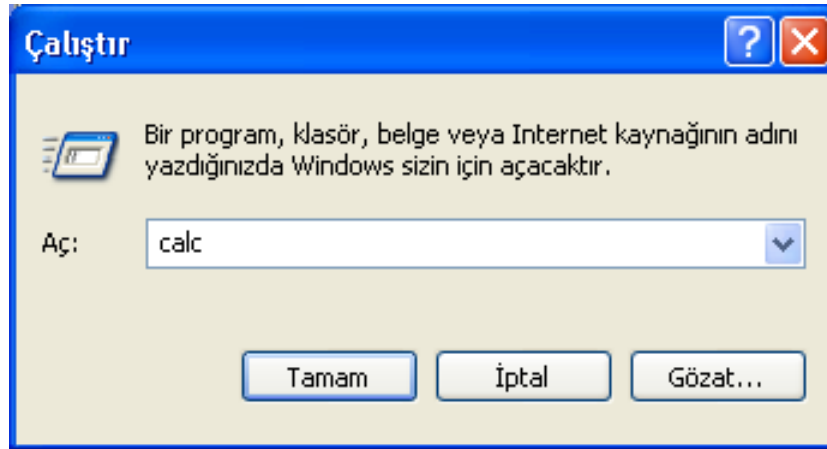 Çalıştır
Bir program, klasör, belge veya Internet kaynağının adını
yazdığınızda Windows sizin için açacaktır.
Aç: calc
Tamam İptal Gözat...